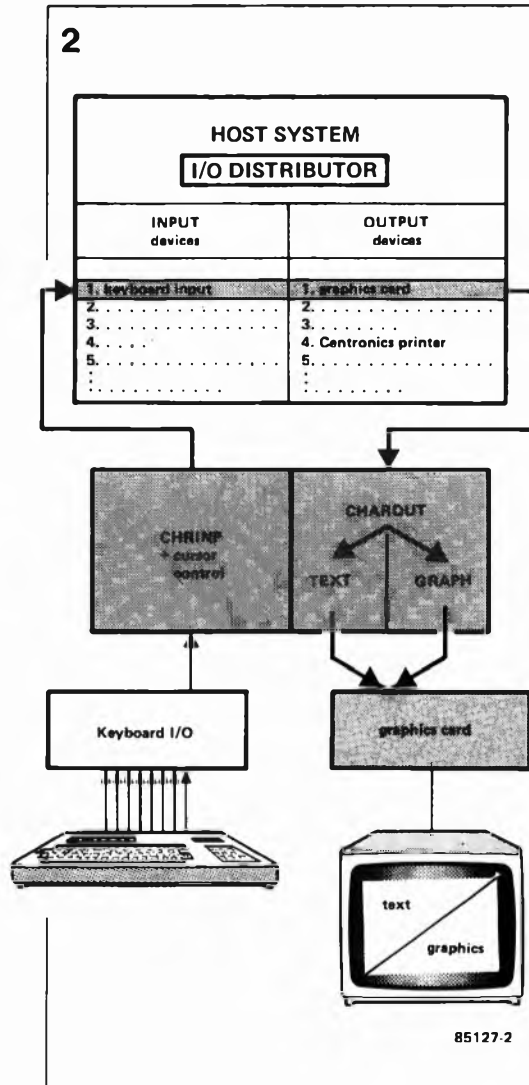 2
HOST SYSTEM
I/O DISTRIBUTOR
INPUT
devices
OUTPUT
devices
1. keyboard input
2. . . . . . . . . . . . . . . . . .
3. . . . . . . . . . . . . . . . . .
4. . . . .
5. . . . . . . . . . . . . . . . . .
1. graphics card
2. . . . . . . . . . . . . . . . . .
3. . . . . . . .
4. Centronics printer
5. . . . . . . . . . . . . . . . . .
CHRINP
+ cursor
control
CHAROUT
TEXT
GRAPH
Keyboard I/O
graphics card
text
graphics
85127-2